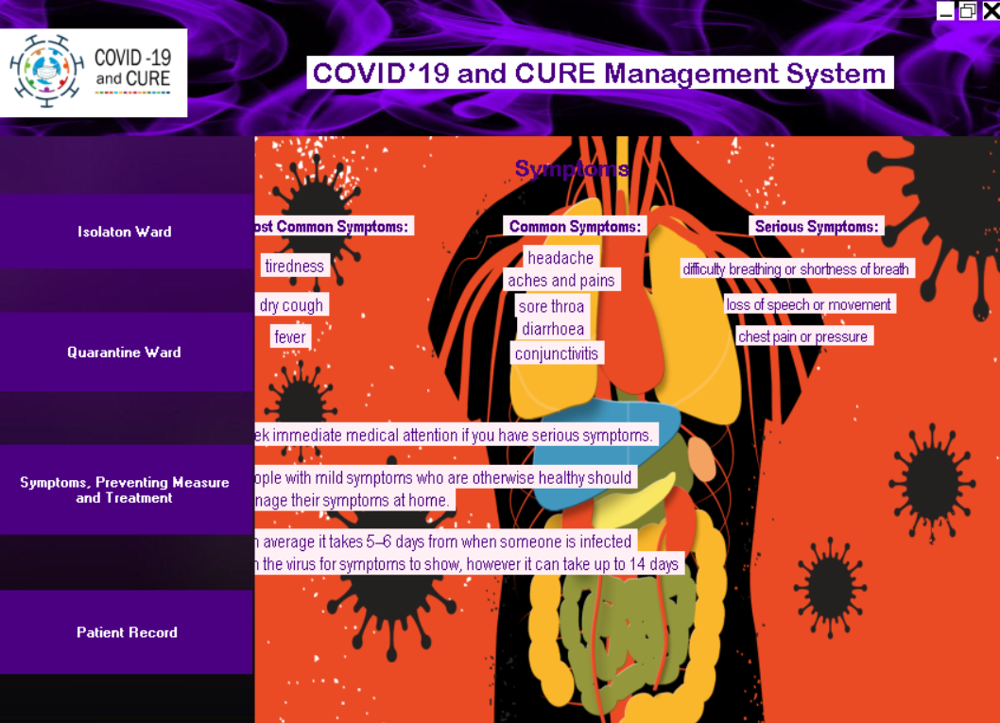 COVID -19
and CURE
COVID'19 and CURE Management System
Isolaton Ward
Quarantine Ward
Symptoms, Preventing Measure
and Treatment
Patient Record
Symptoms
ost Common Symptoms:
tiredness
dry cough
fever
Common Symptoms:
headache
aches and pains
sore throa
diarrhoea
conjunctivitis
Serious Symptoms:
difficulty breathing or shortness of breath
loss of speech or movement
chest pain or pressure
ek immediate medical attention if you have serious symptoms.
ople with mild symptoms who are otherwise healthy should
nage their symptoms at home.
n average it takes 5–6 days from when someone is infected
h the virus for symptoms to show, however it can take up to 14 days